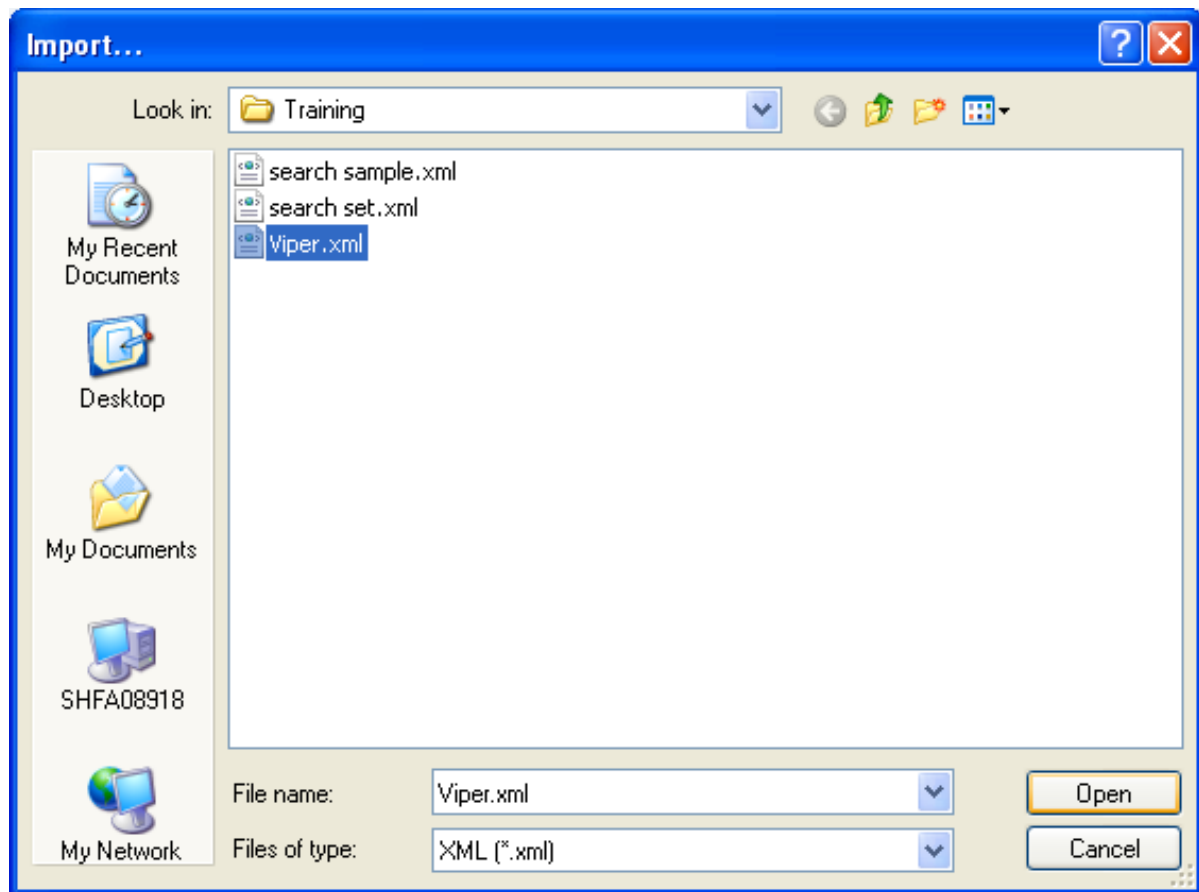 Import...
Look in:
Training
search sample.xml
search set.xml
Viper.xml
My Recent
Documents
Desktop
My Documents
SHFA08918
My Network
File name:
Viper.xml
Open
Files of type:
XML (*.xml)
Cancel